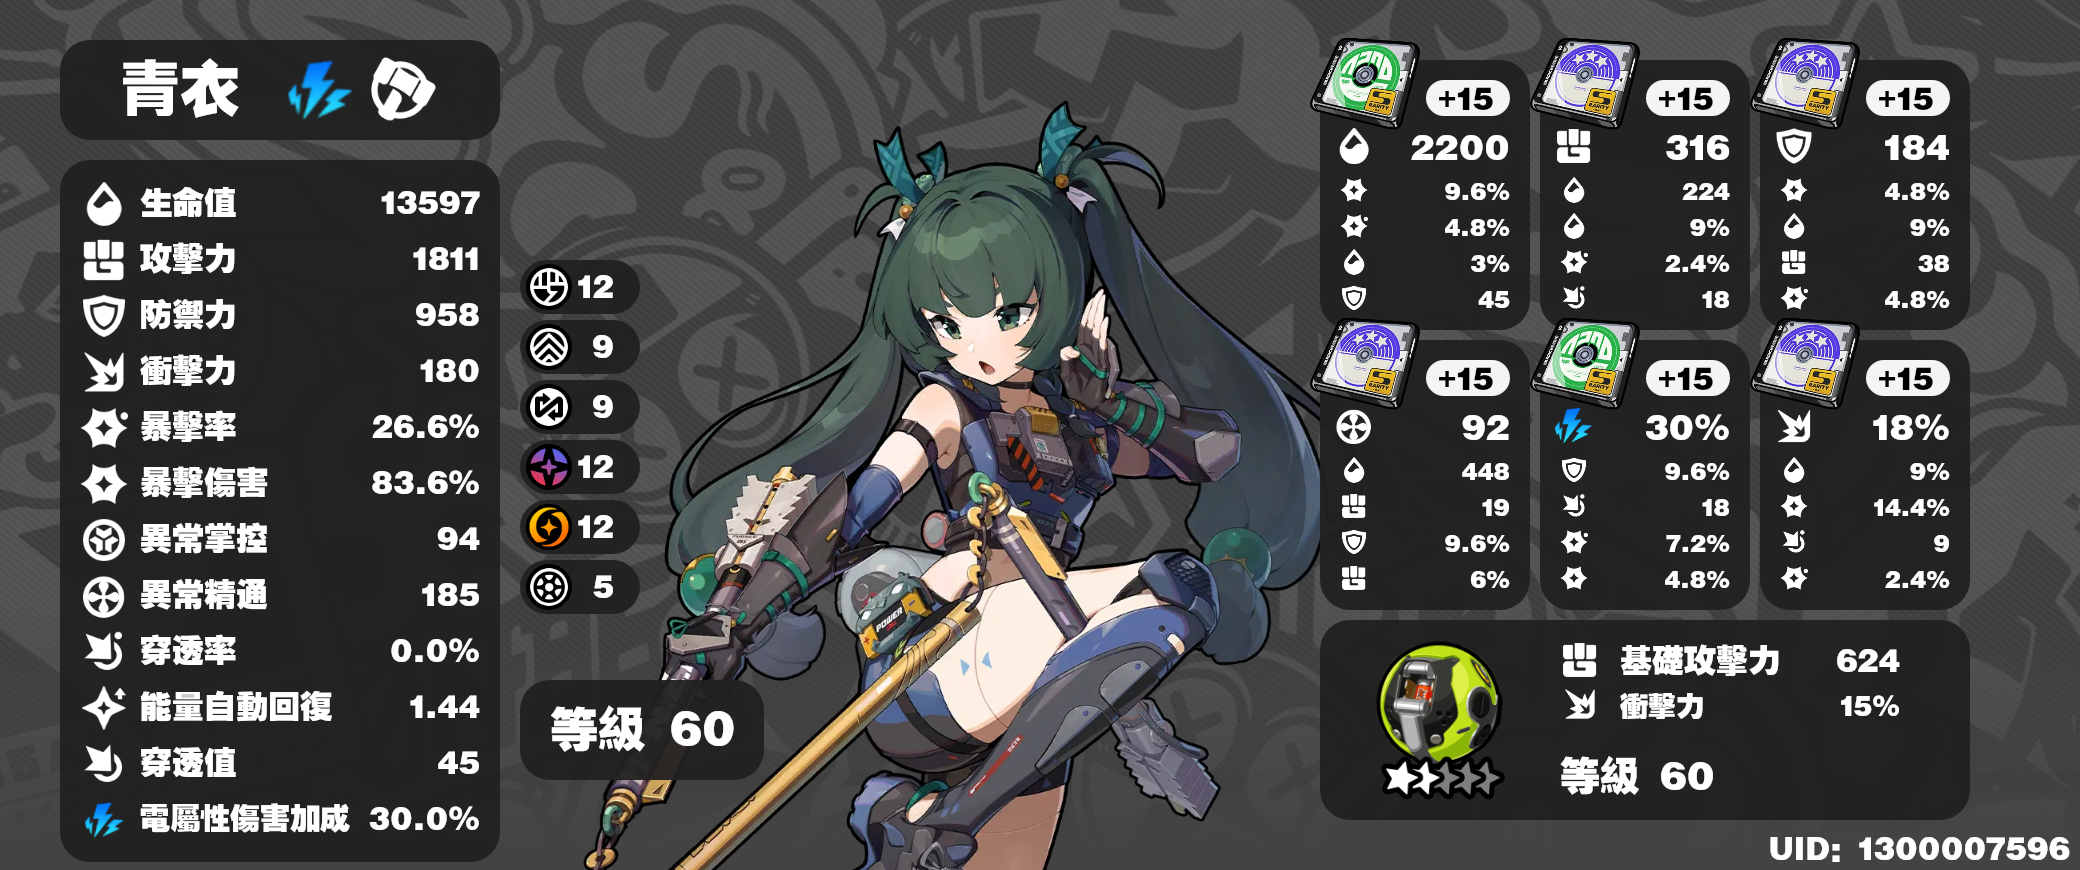 青衣
生命值 13597
攻擊力 1811
防禦力 958
衝擊力 180
暴擊率 26.6%
暴擊傷害 83.6%
異常掌控 94
異常精通 185
穿透率 0.0%
能量自動回復 1.44
穿透值 45
電屬性傷害加成 30.0%
12
9
9
12
12
5
等級 60
POWER
+15
2200
9.6%
4.8%
3%
45
+15
316
224
9%
2.4%
18
+15
184
4.8%
9%
38
4.8%
+15
92
448
19
9.6%
6%
+15
30%
9.6%
18
7.2%
4.8%
+15
18%
9%
14.4%
9
2.4%
基礎攻擊力 624
衝擊力 15%
等級 60
UID: 1300007596